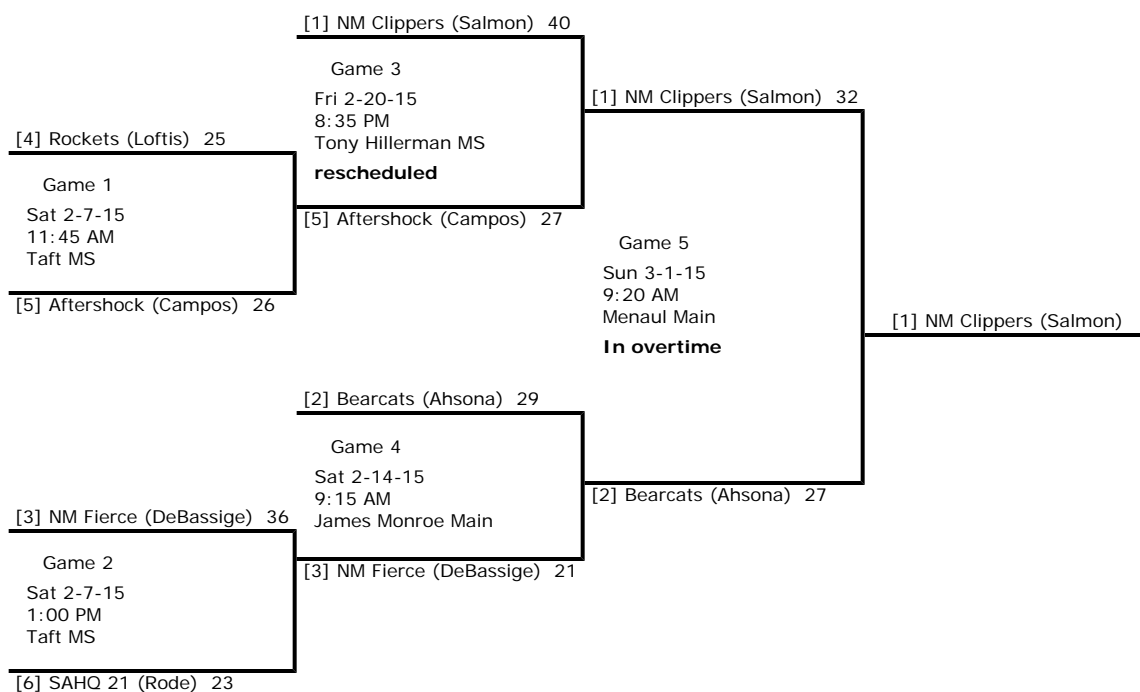 [1] NM Clippers (Salmon) 40
Game 3
Fri 2-20-15
8:35 PM
Tony Hillerman MS
rescheduled
[1] NM Clippers (Salmon) 32
[4] Rockets (Loftis) 25
Game 1
Sat 2-7-15
11:45 AM
Taft MS
[5] Aftershock (Campos) 27
[5] Aftershock (Campos) 26
Game 5
Sun 3-1-15
9:20 AM
Menaul Main
In overtime
[1] NM Clippers (Salmon)
[2] Bearcats (Ahsona) 29
Game 4
Sat 2-14-15
9:15 AM
James Monroe Main
[2] Bearcats (Ahsona) 27
[3] NM Fierce (DeBassige) 36
Game 2
Sat 2-7-15
1:00 PM
Taft MS
[3] NM Fierce (DeBassige) 21
[6] SAHQ 21 (Rode) 23